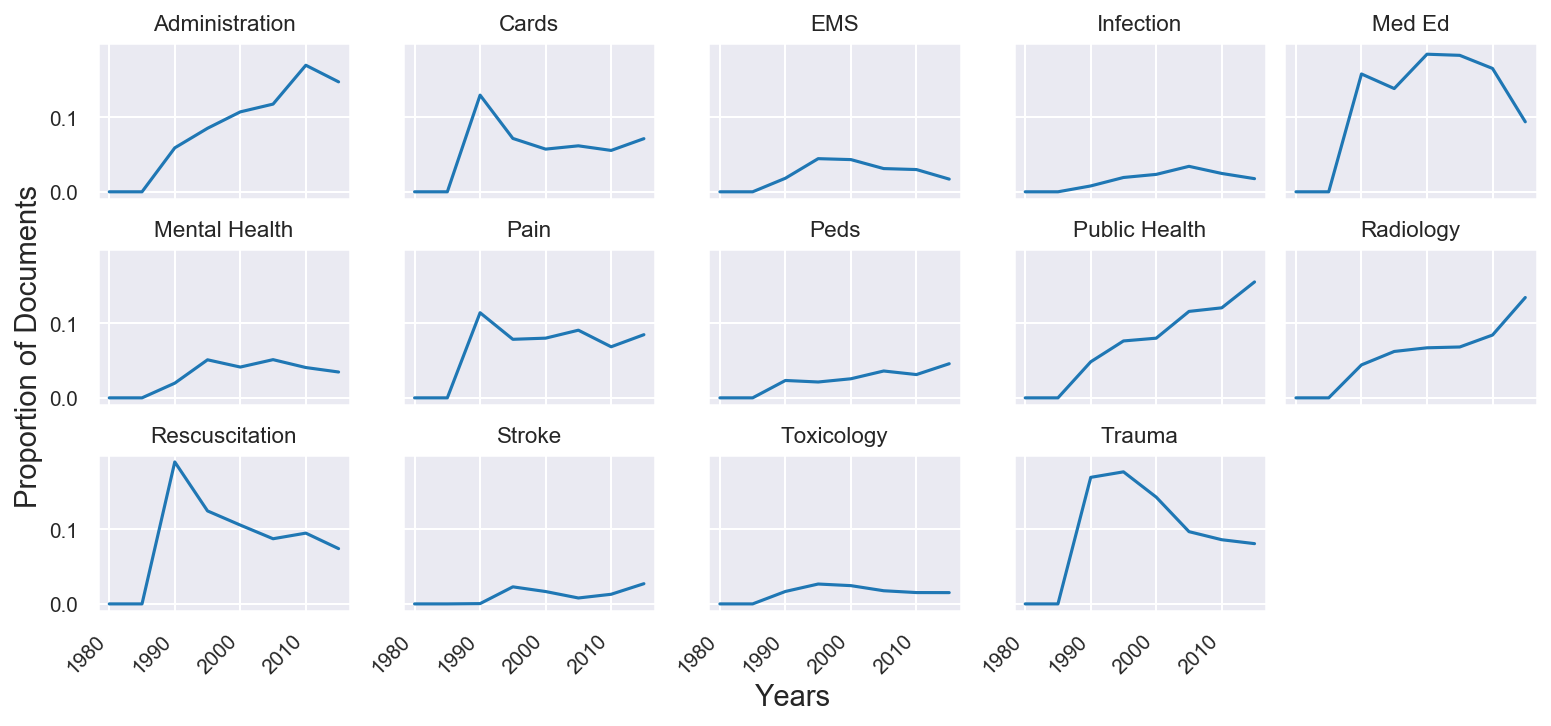 Administration Cards EMS Infection Med Ed
0.1
0.0
Mental Health Pain Peds Public Health Radiology
0.1
0.0
Rescuscitation Stroke Toxicology Trauma
0.1
0.0
1980 1990 2000 2010 1980 1990 2000 2010 1980 1990 2000 2010 1980 1990 2000 2010
Years
Proportion of Documents